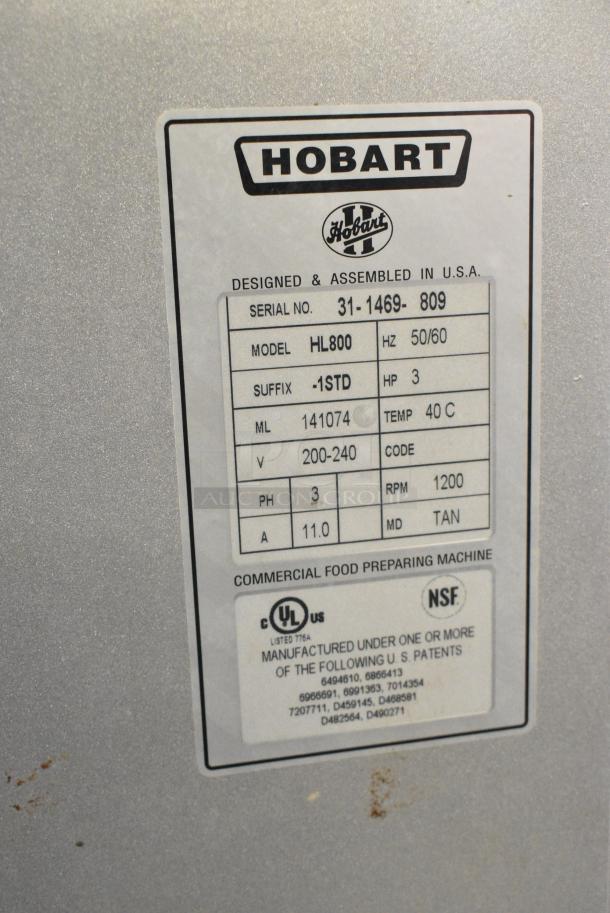 HOBART
Hobart
DESIGNED & ASSEMBLED IN U.S.A.
SERIAL NO. 31-1469- 809
MODEL HL800 HZ 50/60
SUFFIX -1STD HP 3
ML 141074 TEMP 40 C
V 200-240 CODE
PH 3 RPM 1200
AUCTION GROUP
A 11.0 MD TAN
COMMERCIAL FOOD PREPARING MACHINE
C UL US NSF
LISTED 776A
MANUFACTURED UNDER ONE OR MORE
OF THE FOLLOWING U. S. PATENTS
6494610, 6866413
6966691, 6991363, 7014354
7207711, D459145, D468581
D482564, D490271